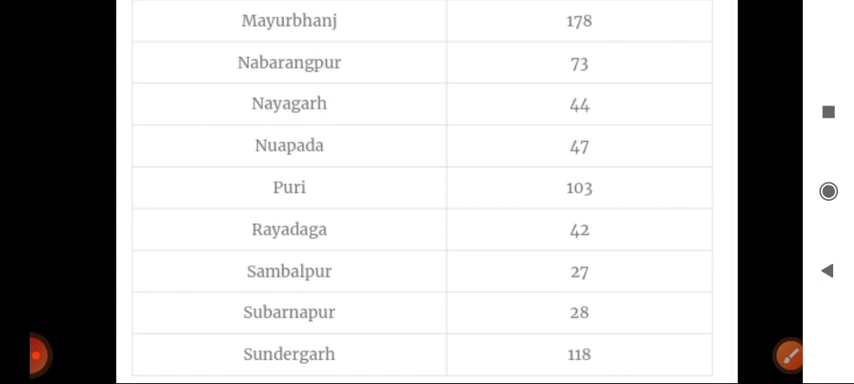 Mayurbhanj 178
Nabarangpur 73
Nayagarh 44
Nuapada 47
Puri 103
Rayadaga 42
Sambalpur 27
Subarnapur 28
Sundergarh 118